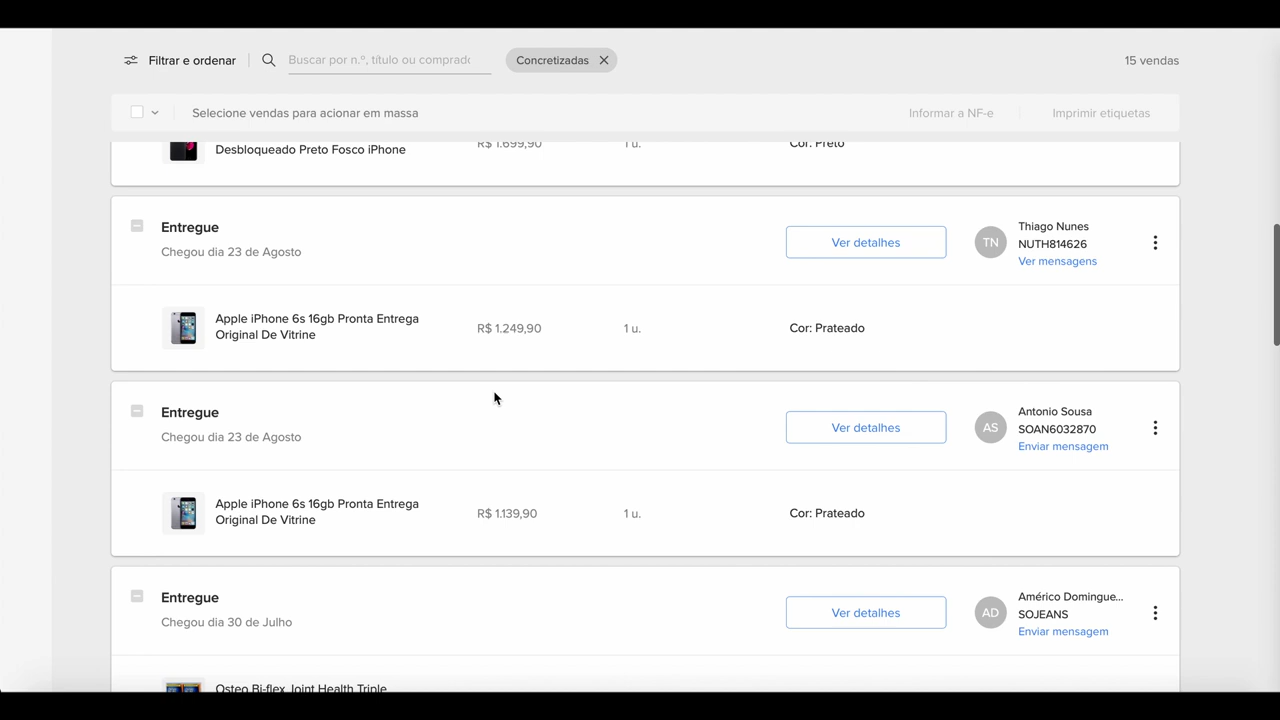 Filtrar e ordenar
Buscar por n.º, título ou comprado
Concretizadas
15 vendas
Selecione vendas para acionar em massa
Informar a NF-e
Imprimir etiquetas
Desbloqueado Preto Fosco iPhone
R$ 1.699,90
1 u.
Cor: Preto
Entregue
Chegou dia 23 de Agosto
Ver detalhes
TN
Thiago Nunes
NUTH814626
Ver mensagens
Apple iPhone 6s 16gb Pronta Entrega
Original De Vitrine
R$ 1.249,90
1 u.
Cor: Prateado
Entregue
Chegou dia 23 de Agosto
Ver detalhes
AS
Antonio Sousa
SOAN6032870
Enviar mensagem
Apple iPhone 6s 16gb Pronta Entrega
Original De Vitrine
R$ 1.139,90
1 u.
Cor: Prateado
Entregue
Chegou dia 30 de Julho
Ver detalhes
AD
Américo Domingue...
SOJEANS
Enviar mensagem
Osteo Bi-flex Joint Health Triple